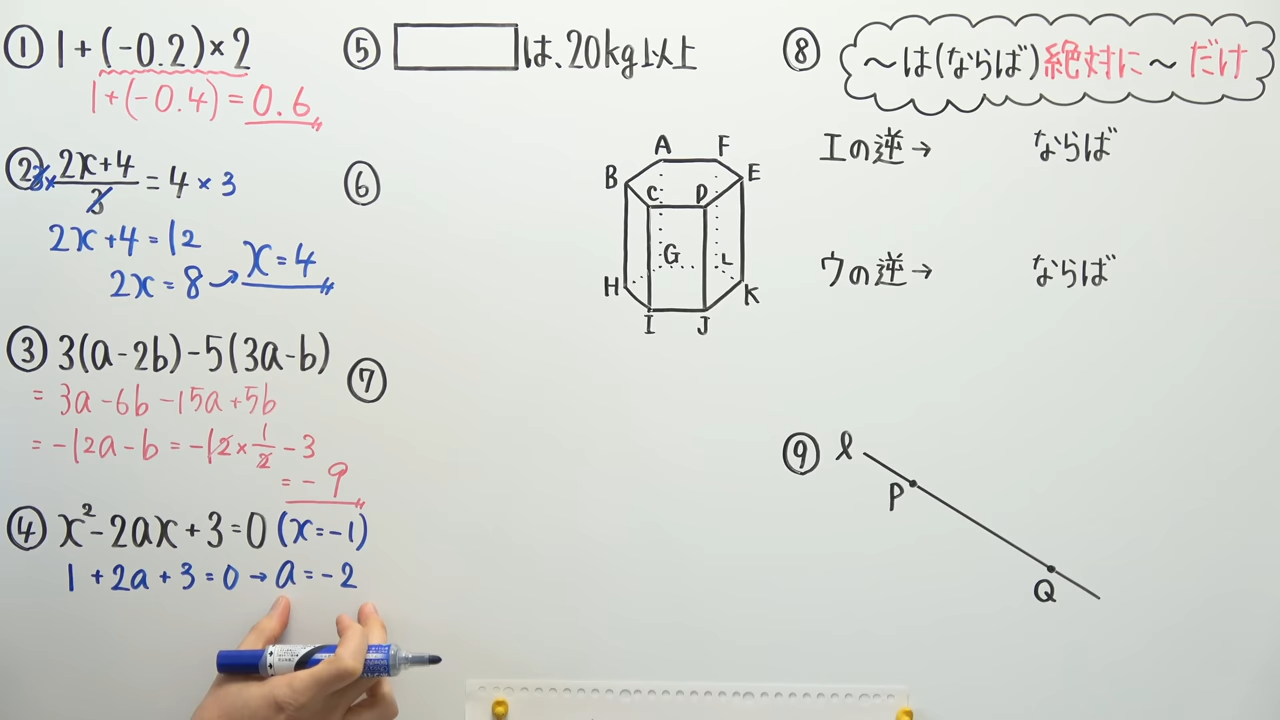 ① 1+(-0.2)×2
1+(-0.4)=0.6
② 3×(2x+4)/3=4×3
2x+4=12
2x=8→x=4
③ 3(a-2b)-5(3a-b)
=3a-6b-15a+5b
=-12a-b=-12×1/2-3
=-9
④ x²-2ax+3=0(x=-1)
1+2a+3=0→a=-2
⑤ は、20kg以上
⑥
A F
B E
C D
G L
H K
I J
⑦
⑧ ～は(ならば)絶対に～だけ
エの逆→ ならば
ウの逆→ ならば
⑨ ℓ
P
Q